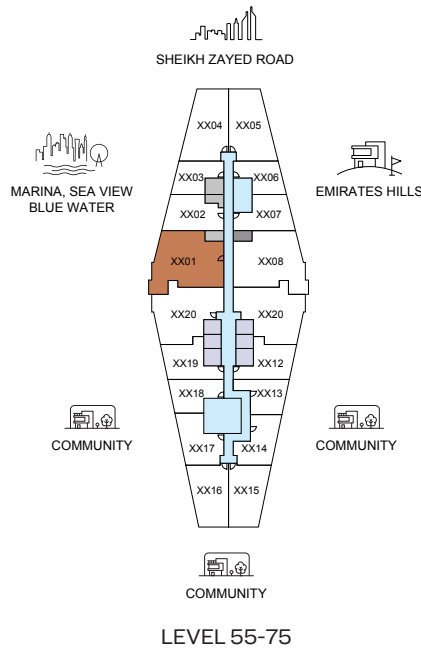 SHEIKH ZAYED ROAD
XX04
XX05
XX03
XX06
MARINA, SEA VIEW
BLUE WATER
EMIRATES HILLS
XX02
XX07
XX01
XX08
XX20
XX20
XX19
XX12
XX18
XX13
COMMUNITY
COMMUNITY
XX17
XX14
XX16
XX15
COMMUNITY
LEVEL 55-75